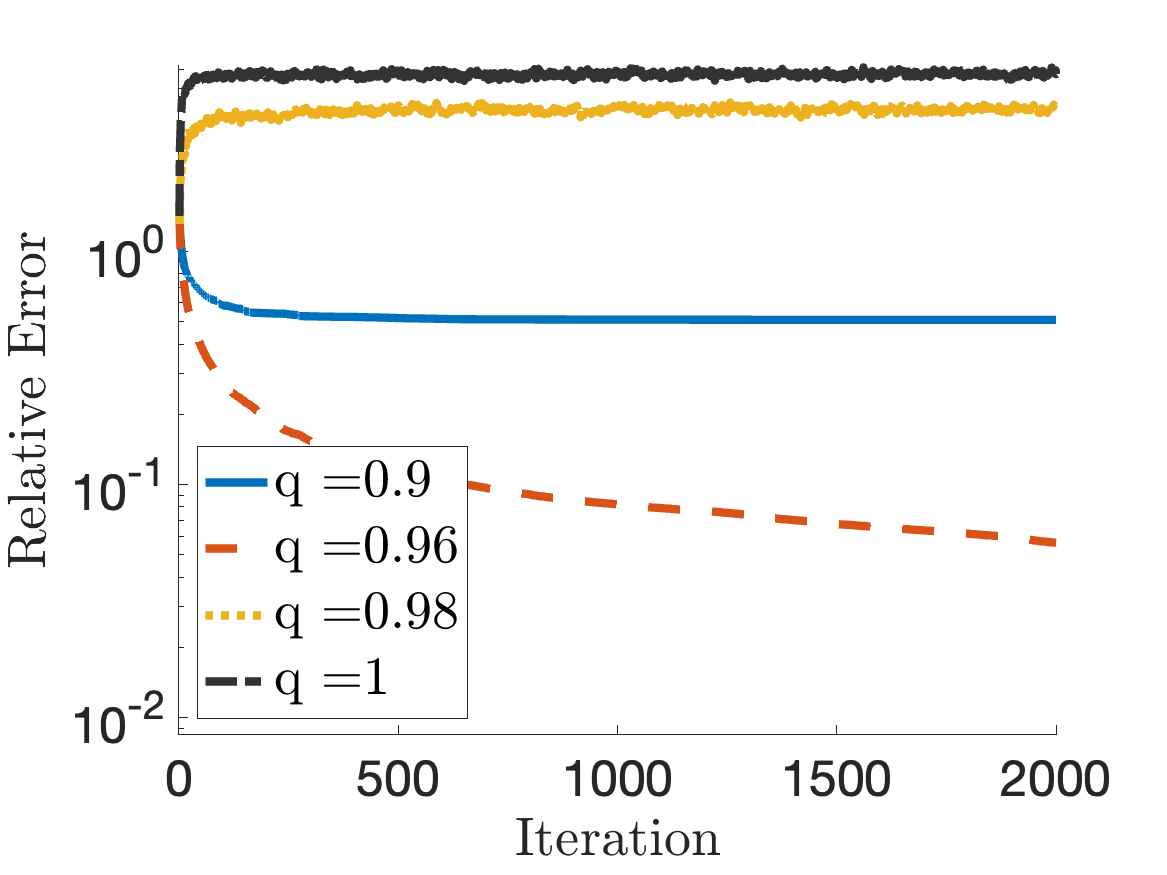 Relative Error
10^0
10^-1
10^-2
q =0.9
q =0.96
q =0.98
q =1
0 500 1000 1500 2000
Iteration